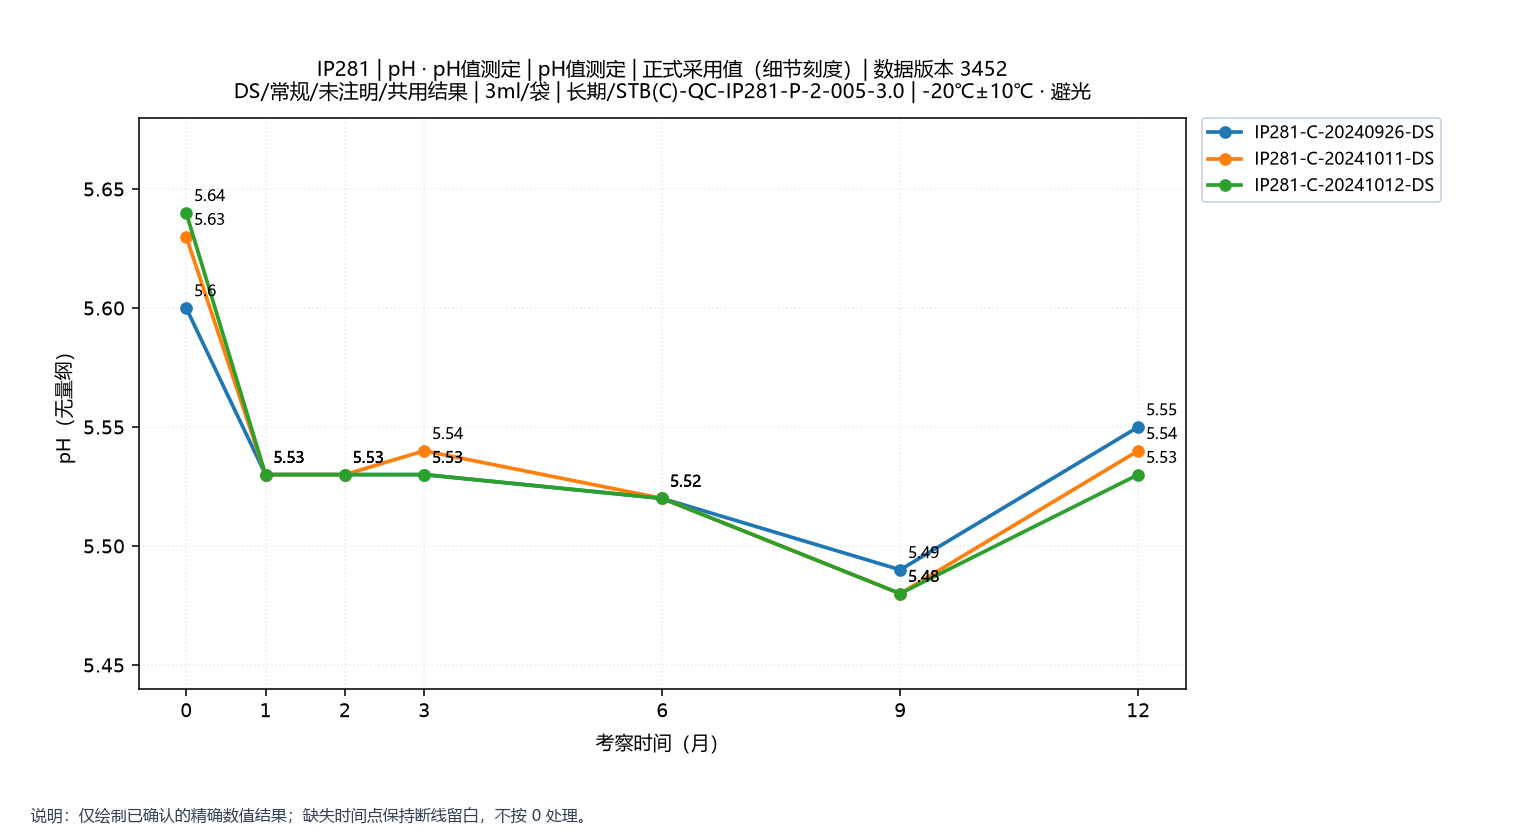 IP281 | pH · pH值测定 | pH值测定 | 正式采用值（细节刻度）| 数据版本 3452
DS/常规/未注明/共用结果 | 3ml/袋 | 长期/STB(C)-QC-IP281-P-2-005-3.0 | -20℃±10℃ · 避光
IP281-C-20240926-DS
IP281-C-20241011-DS
IP281-C-20241012-DS
pH（无量纲）
5.65
5.60
5.55
5.50
5.45
5.64
5.63
5.6
5.53
5.53
5.54
5.53
5.52
5.49
5.48
5.55
5.54
5.53
0 1 2 3 6 9 12
考察时间（月）
说明：仅绘制已确认的精确数值结果；缺失时间点保持断线留白，不按 0 处理。